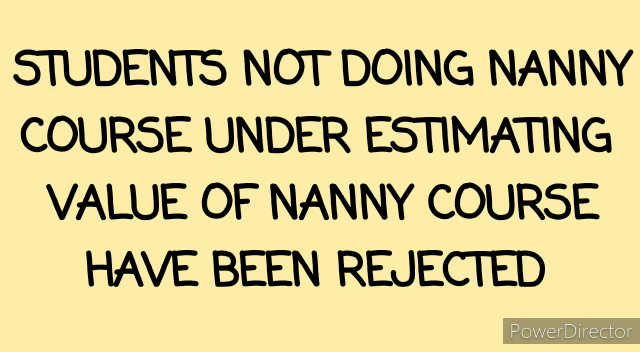 STUDENTS NOT DOING NANNY
COURSE UNDER ESTIMATING
VALUE OF NANNY COURSE
HAVE BEEN REJECTED
PowerDirector